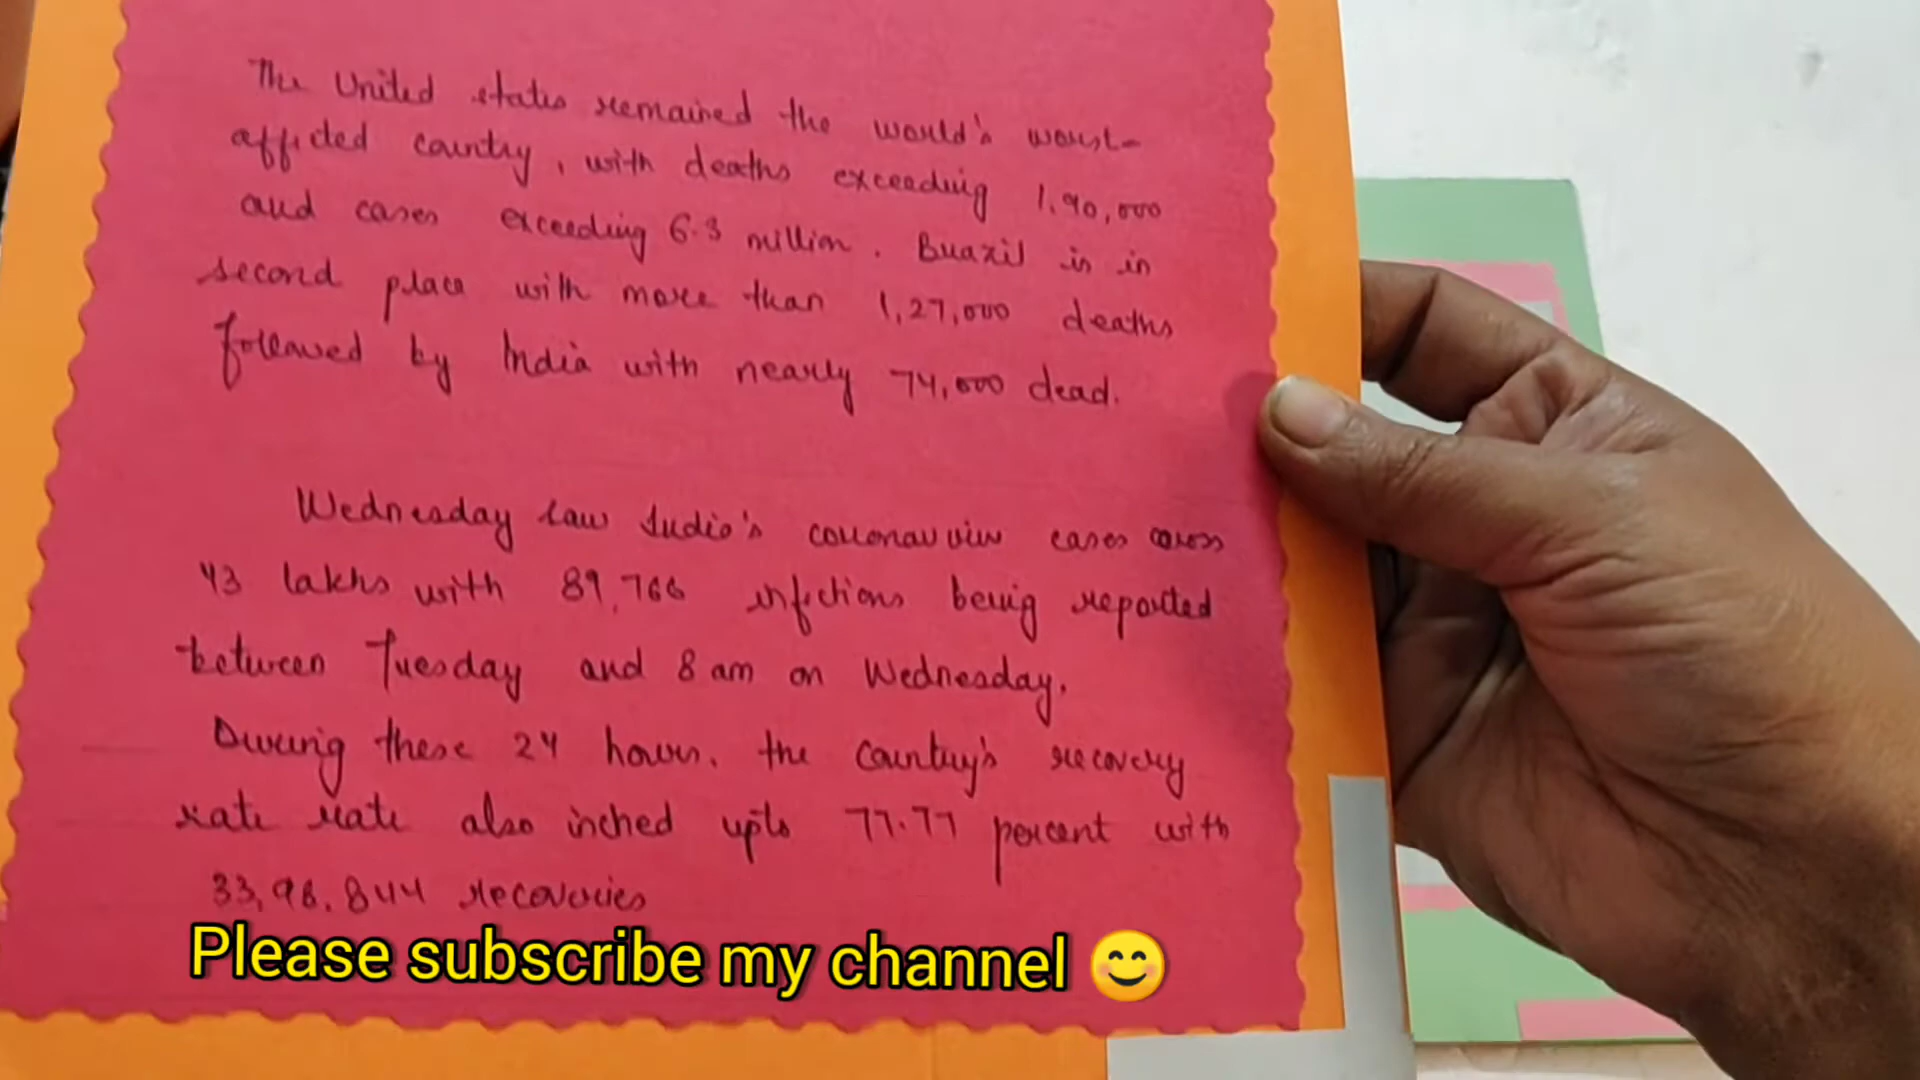 The United states remained the world's worst-
affected country, with deaths exceeding 1,90,000
and cases exceeding 6.3 million. Brazil is in
second place with more than 1,27,000 deaths
followed by India with nearly 74,000 dead.
Wednesday saw India's coronavirus cases cross
43 lakhs with 89,766 infections being reported
between Tuesday and 8 am on Wednesday.
During these 24 hours, the country's recovery
rate rate also inched upto 77.77 percent with
33,98,844 recoveries
Please subscribe my channel 😊